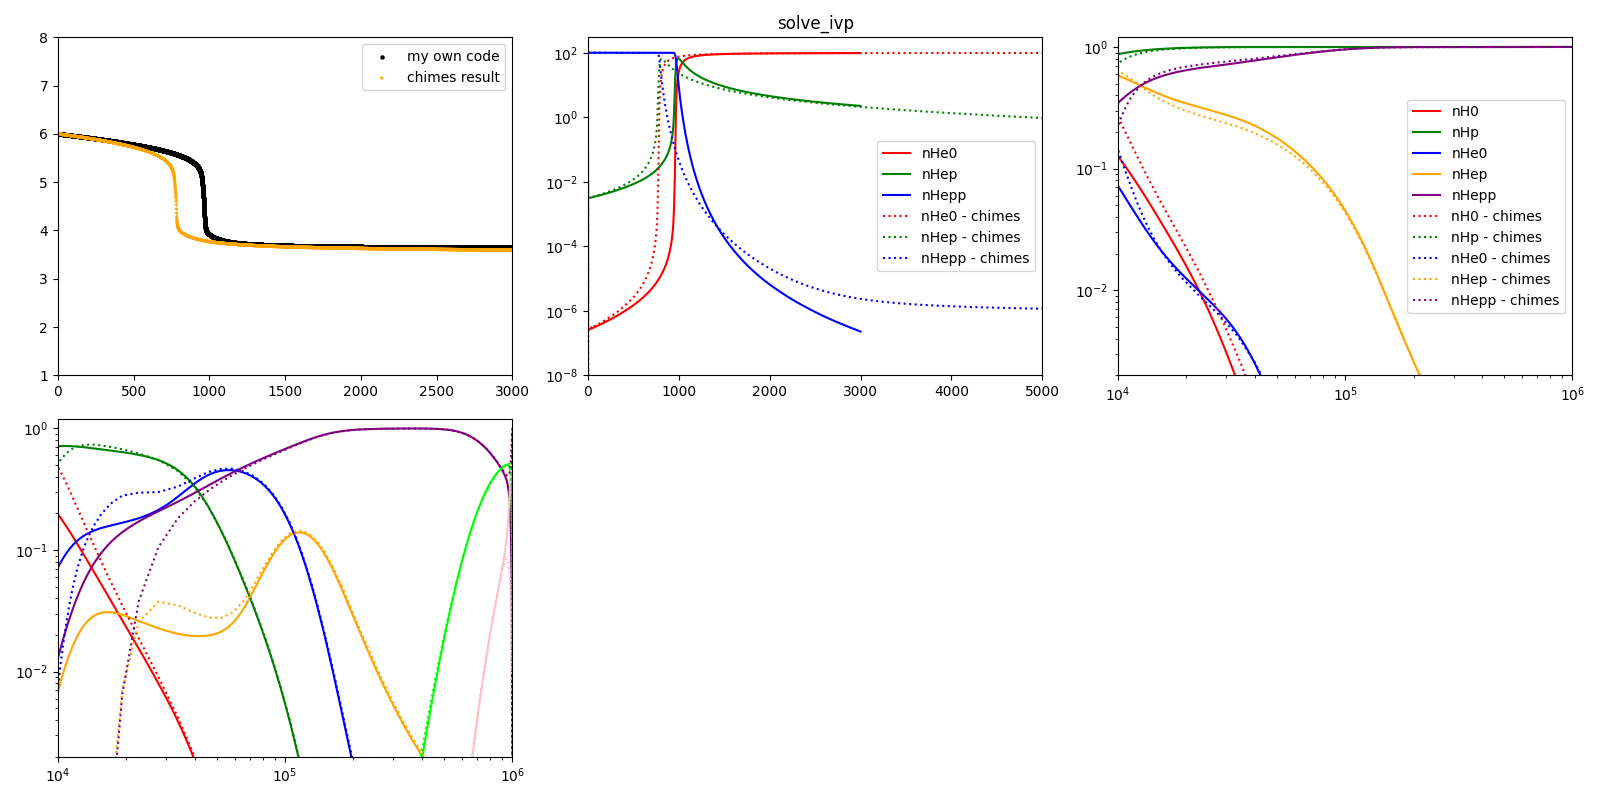 solve_ivp
8
7
6
5
4
3
2
1
0 500 1000 1500 2000 2500 3000
my own code
chimes result
10^2
10^0
10^−2
10^−4
10^−6
10^−8
0 1000 2000 3000 4000 5000
nHe0
nHep
nHepp
nHe0 - chimes
nHep - chimes
nHepp - chimes
10^0
10^−1
10^−2
10^4 10^5 10^6
nH0
nHp
nHe0
nHep
nHepp
nH0 - chimes
nHp - chimes
nHe0 - chimes
nHep - chimes
nHepp - chimes
10^0
10^−1
10^−2
10^4 10^5 10^6